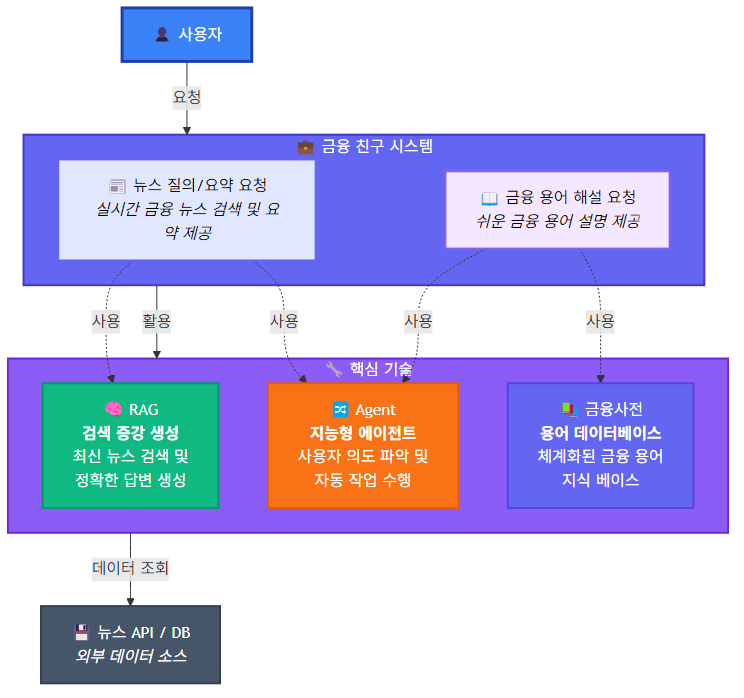 👤 사용자
요청
💼 금융 친구 시스템
📰 뉴스 질의/요약 요청
실시간 금융 뉴스 검색 및 요
약 제공
📖 금융 용어 해설 요청
쉬운 금융 용어 설명 제공
사용
활용
사용
사용
사용
🔧 핵심 기술
🧠 RAG
검색 증강 생성
최신 뉴스 검색 및
정확한 답변 생성
🔀 Agent
지능형 에이전트
사용자 의도 파악 및
자동 작업 수행
📚 금융사전
용어 데이터베이스
체계화된 금융 용어
지식 베이스
데이터 조회
💾 뉴스 API / DB
외부 데이터 소스